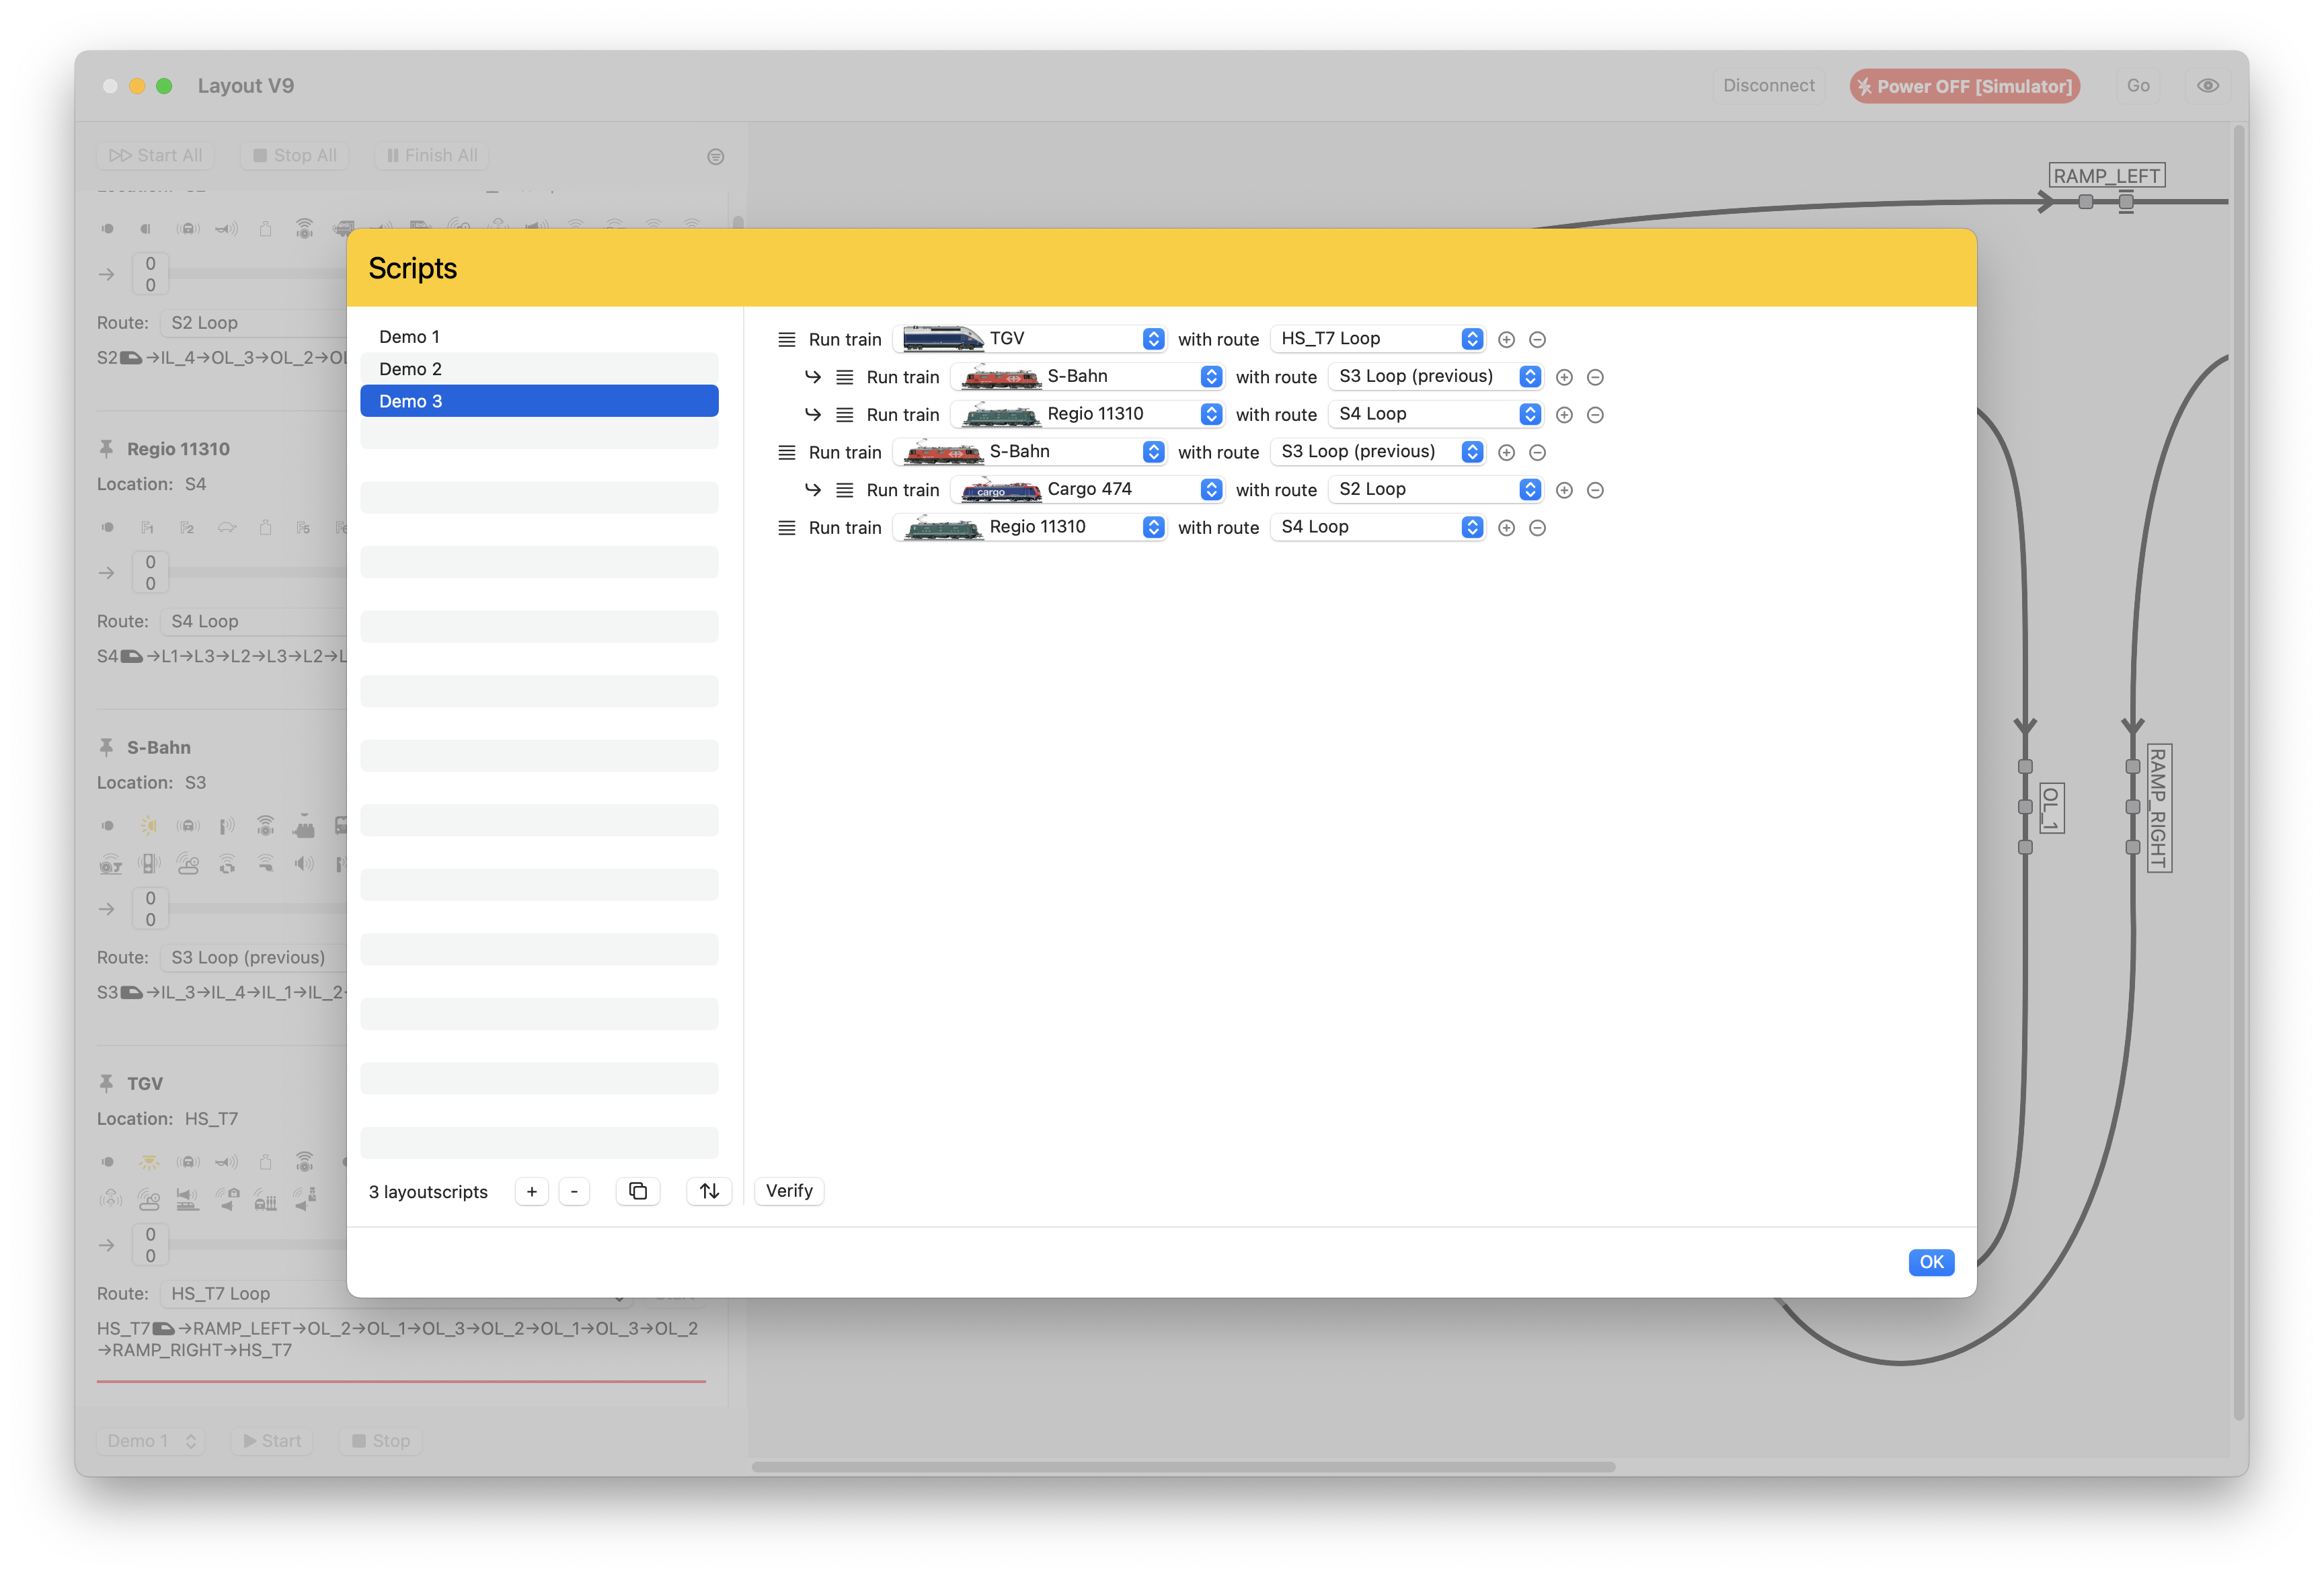 Layout V9
Disconnect
Power OFF [Simulator]
Go
Start All
Stop All
Finish All
RAMP_LEFT
0
0
Route: S2 Loop
S2→IL_4→OL_3→OL_2→OL
Regio 11310
Location: S4
F1 F2 F5
0
0
Route: S4 Loop
S4→L1→L3→L2→L3→L2→L
S-Bahn
Location: S3
0
0
Route: S3 Loop (previous)
S3→IL_3→IL_4→IL_1→IL_2
TGV
Location: HS_T7
0
0
Route: HS_T7 Loop
HS_T7→RAMP_LEFT→OL_2→OL_1→OL_3→OL_2→OL_1→OL_3→OL_2
→RAMP_RIGHT→HS_T7
Demo 1
Start
Stop
Scripts
Demo 1
Demo 2
Demo 3
3 layoutscripts
+
-
Run train TGV with route HS_T7 Loop
Run train S-Bahn with route S3 Loop (previous)
Run train Regio 11310 with route S4 Loop
Run train S-Bahn with route S3 Loop (previous)
Run train cargo Cargo 474 with route S2 Loop
Run train Regio 11310 with route S4 Loop
Verify
OK
OL_1
RAMP_RIGHT